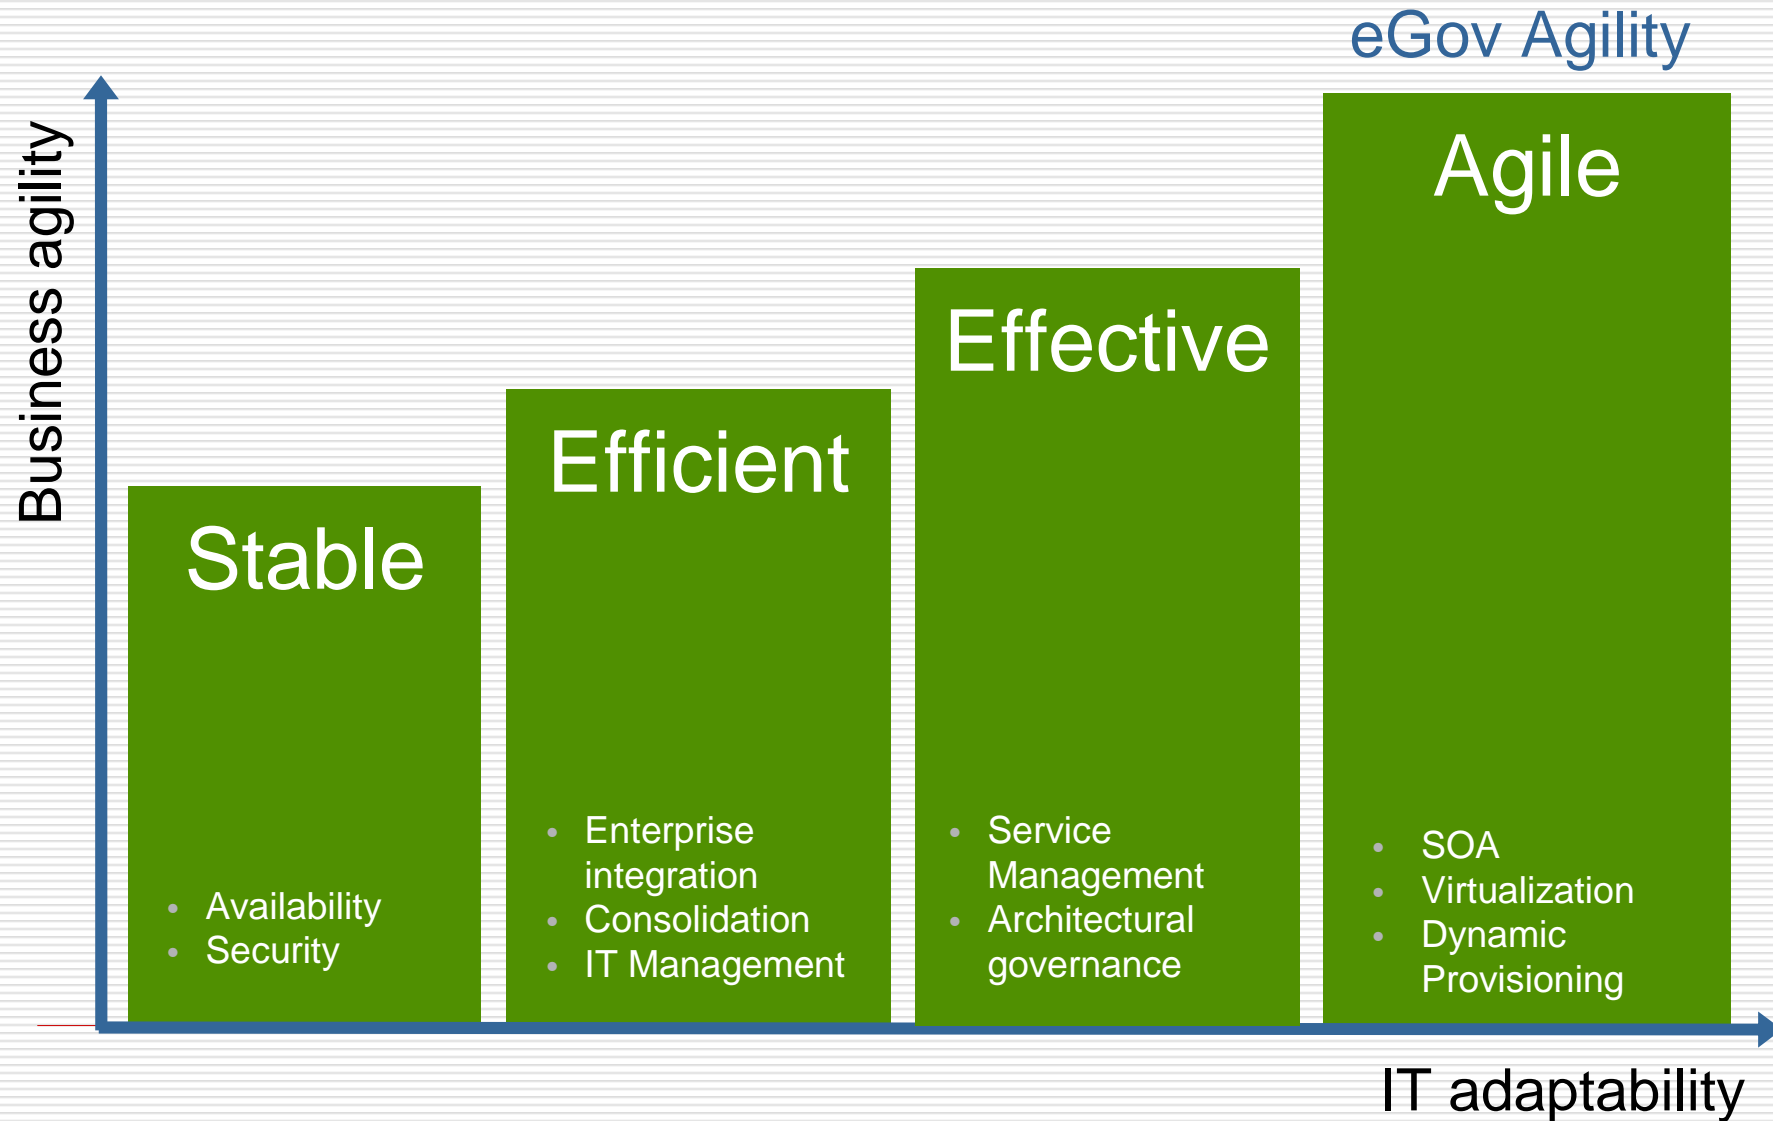 eGov Agility
Business agility
Stable
• Availability
• Security
Efficient
• Enterprise
integration
• Consolidation
• IT Management
Effective
• Service
Management
• Architectural
governance
Agile
• SOA
• Virtualization
• Dynamic
Provisioning
IT adaptability